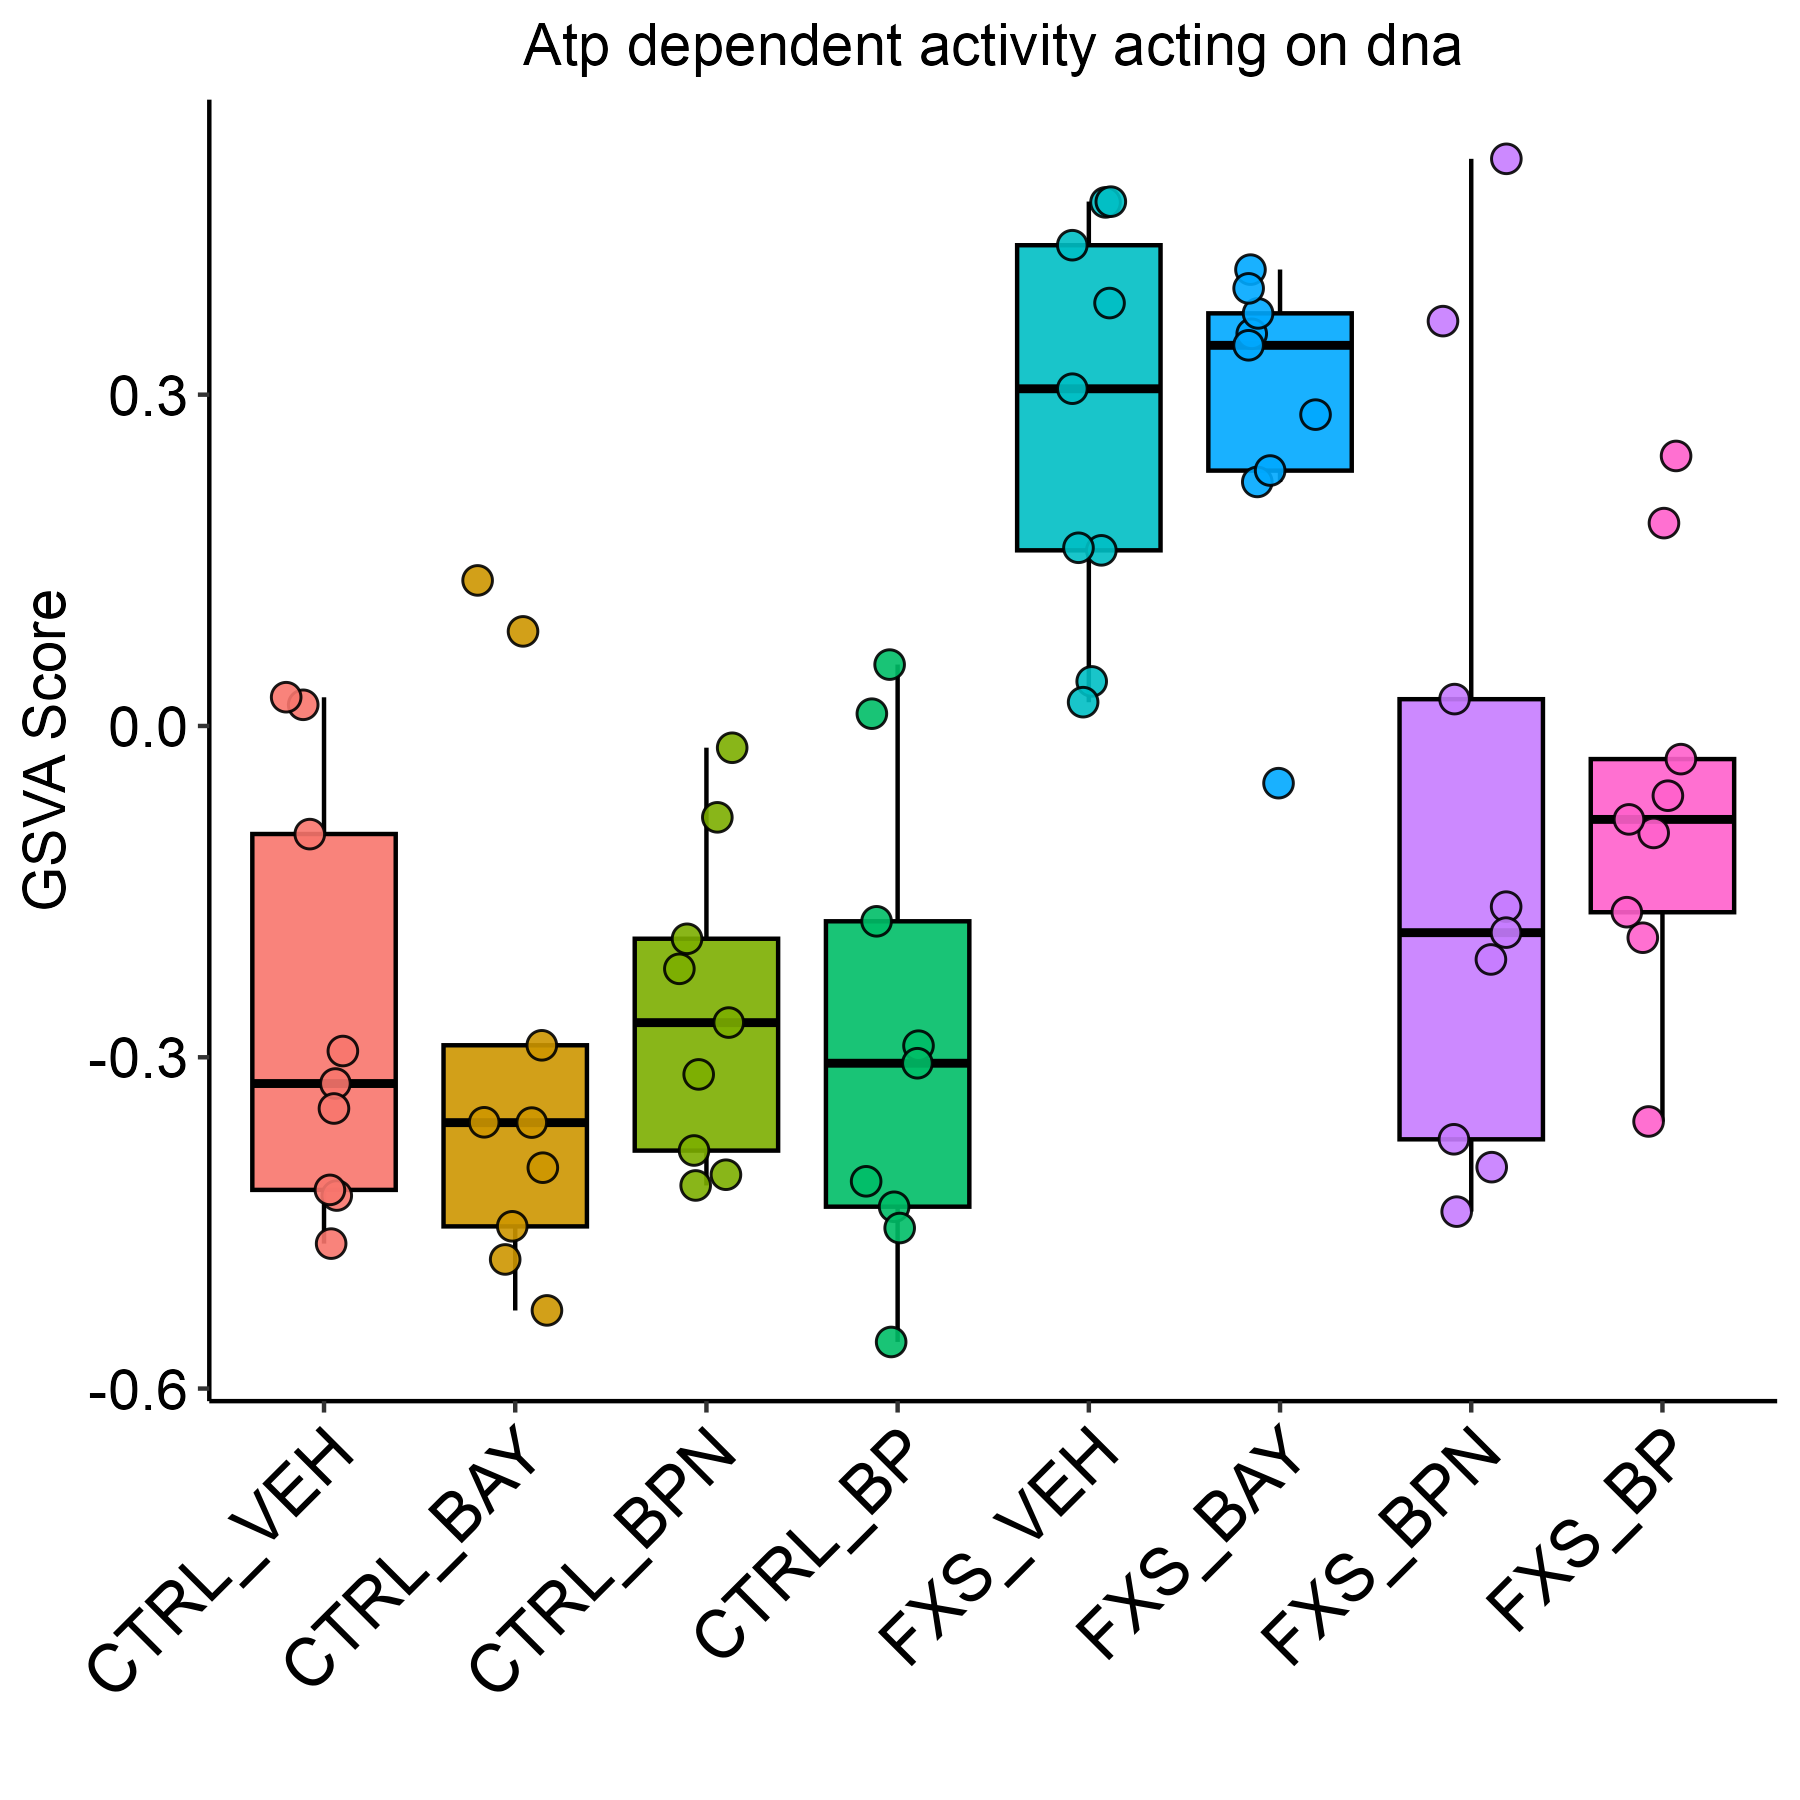 Atp dependent activity acting on dna
GSVA Score
0.3
0.0
-0.3
-0.6
CTRL_VEH
CTRL_BAY
CTRL_BPN
CTRL_BP
FXS_VEH
FXS_BAY
FXS_BPN
FXS_BP